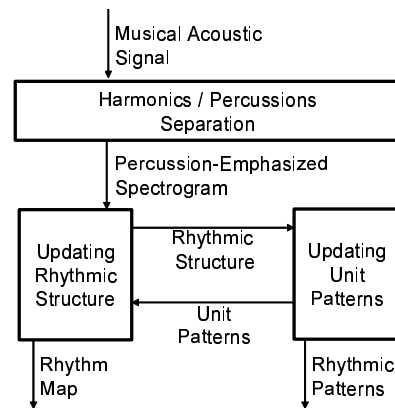 Musical Acoustic
Signal
Harmonics / Percussions
Separation
Percussion-Emphasized
Spectrogram
Updating
Rhythmic
Structure
Rhythmic
Structure
Updating
Unit
Patterns
Unit
Patterns
Rhythm
Map
Rhythmic
Patterns